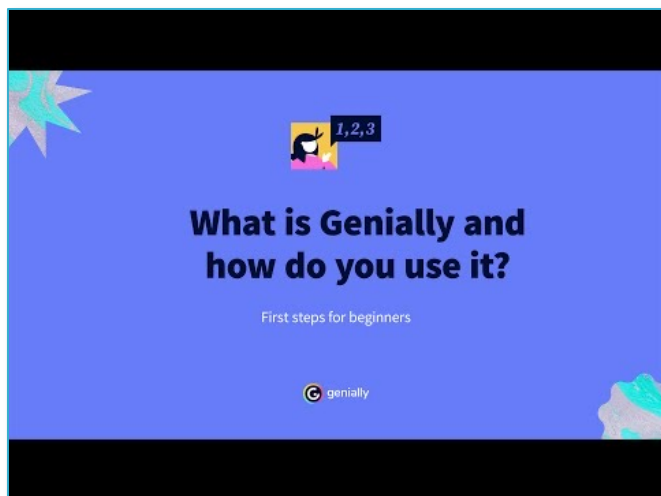 1,2,3
What is Genially and
how do you use it?
First steps for beginners
G genially